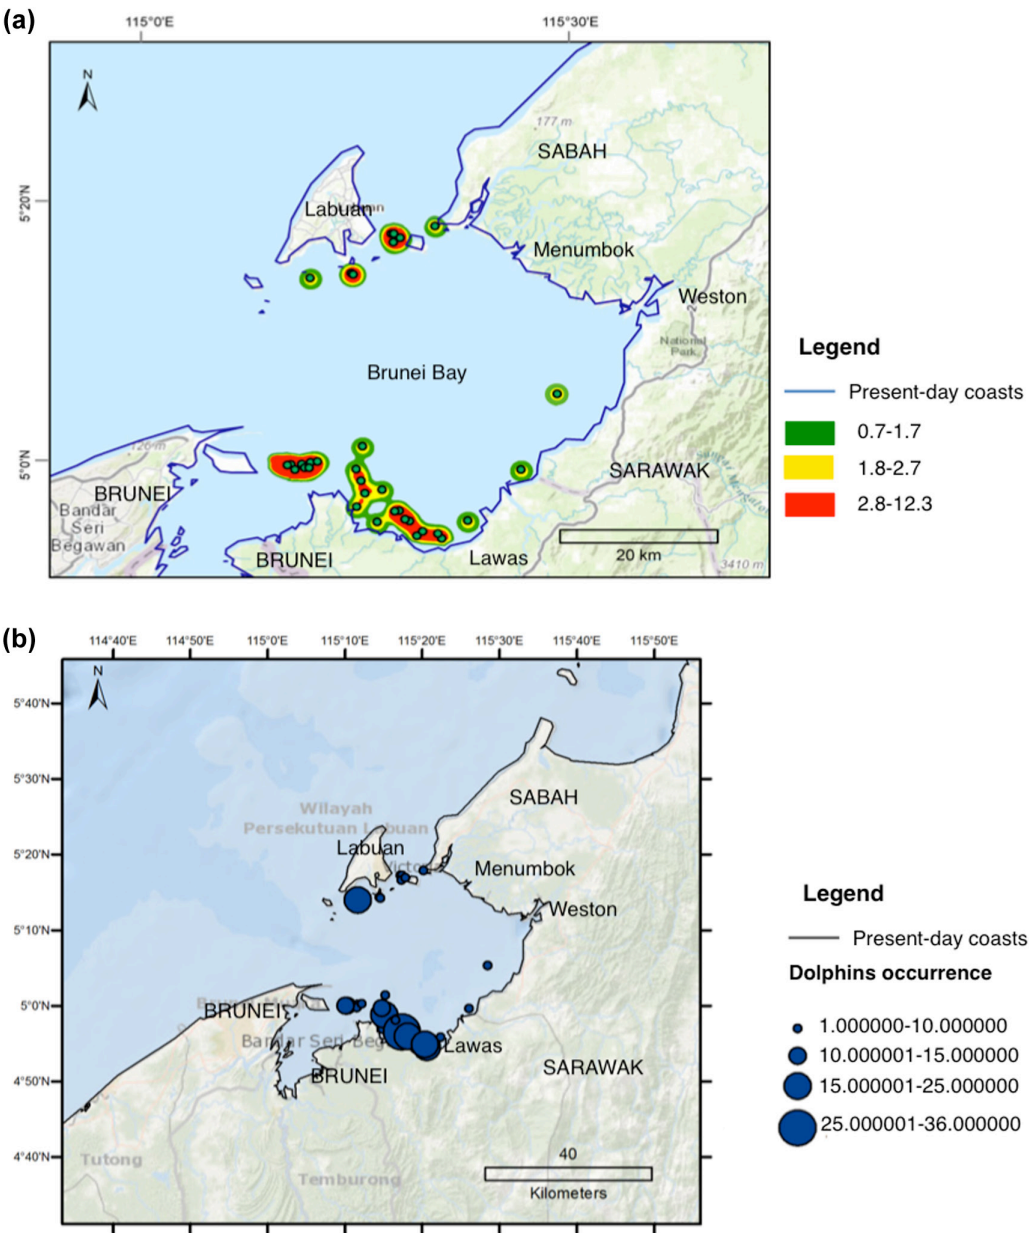 (a)
115°0'E 115°30'E
N
177 m
SABAH
5°20'N
Labuan
Menumbok
Weston
National
Park
Brunei Bay
126 m
5°0'N
SARAWAK
BRUNEI
Bandar
Seri
Begawan
BRUNEI
Lawas
20 km
3410 m
Legend
Present-day coasts
0.7-1.7
1.8-2.7
2.8-12.3
(b)
114°40'E 114°50'E 115°0'E 115°10'E 115°20'E 115°30'E 115°40'E 115°50'E
N
5°40'N
5°30'N
SABAH
Wilayah
Persekutuan Labuan
5°20'N
Labuan
Menumbok
Weston
5°10'N
5°0'N
BRUNEI
Bandar Seri Beg
Lawas
BRUNEI
SARAWAK
4°50'N
4°40'N
Tutong
Temburong
40
Kilometers
Legend
Present-day coasts
Dolphins occurrence
1.000000-10.000000
10.000001-15.000000
15.000001-25.000000
25.000001-36.000000